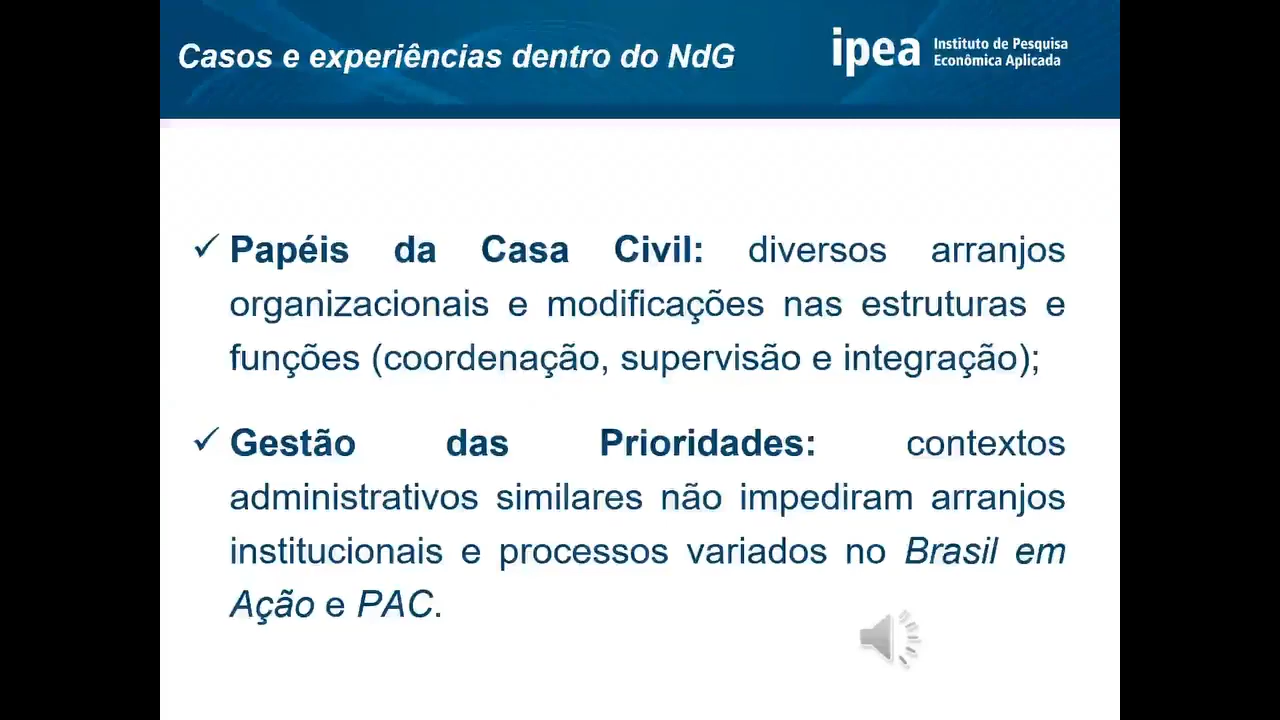 Casos e experiências dentro do NdG
ipea Instituto de Pesquisa
Econômica Aplicada
✓ Papéis da Casa Civil: diversos arranjos
organizacionais e modificações nas estruturas e
funções (coordenação, supervisão e integração);
✓ Gestão das Prioridades: contextos
administrativos similares não impediram arranjos
institucionais e processos variados no Brasil em
Ação e PAC.